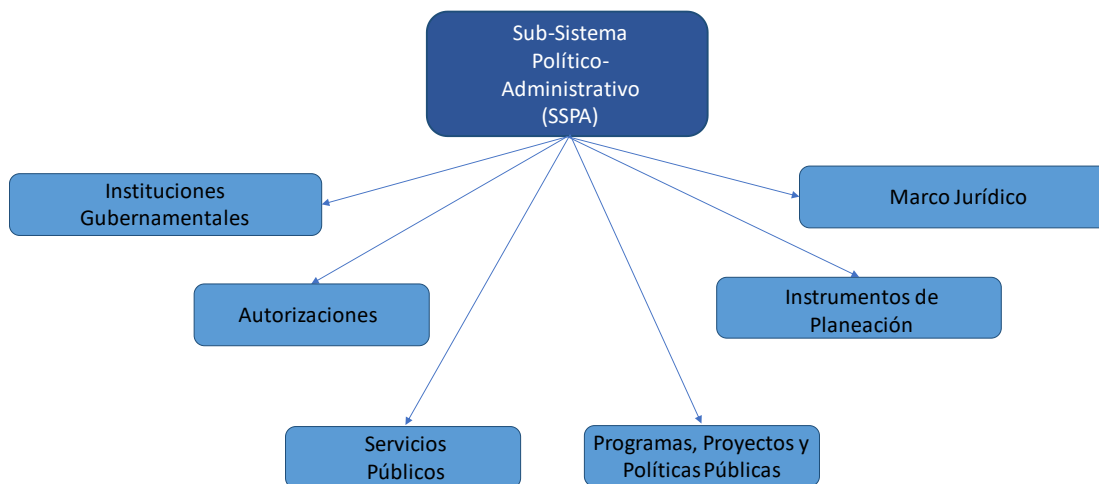 Sub-Sistema
Político-
Administrativo
(SSPA)
Instituciones
Gubernamentales
Marco Jurídico
Autorizaciones
Instrumentos de
Planeación
Servicios
Públicos
Programas, Proyectos y
Políticas Públicas